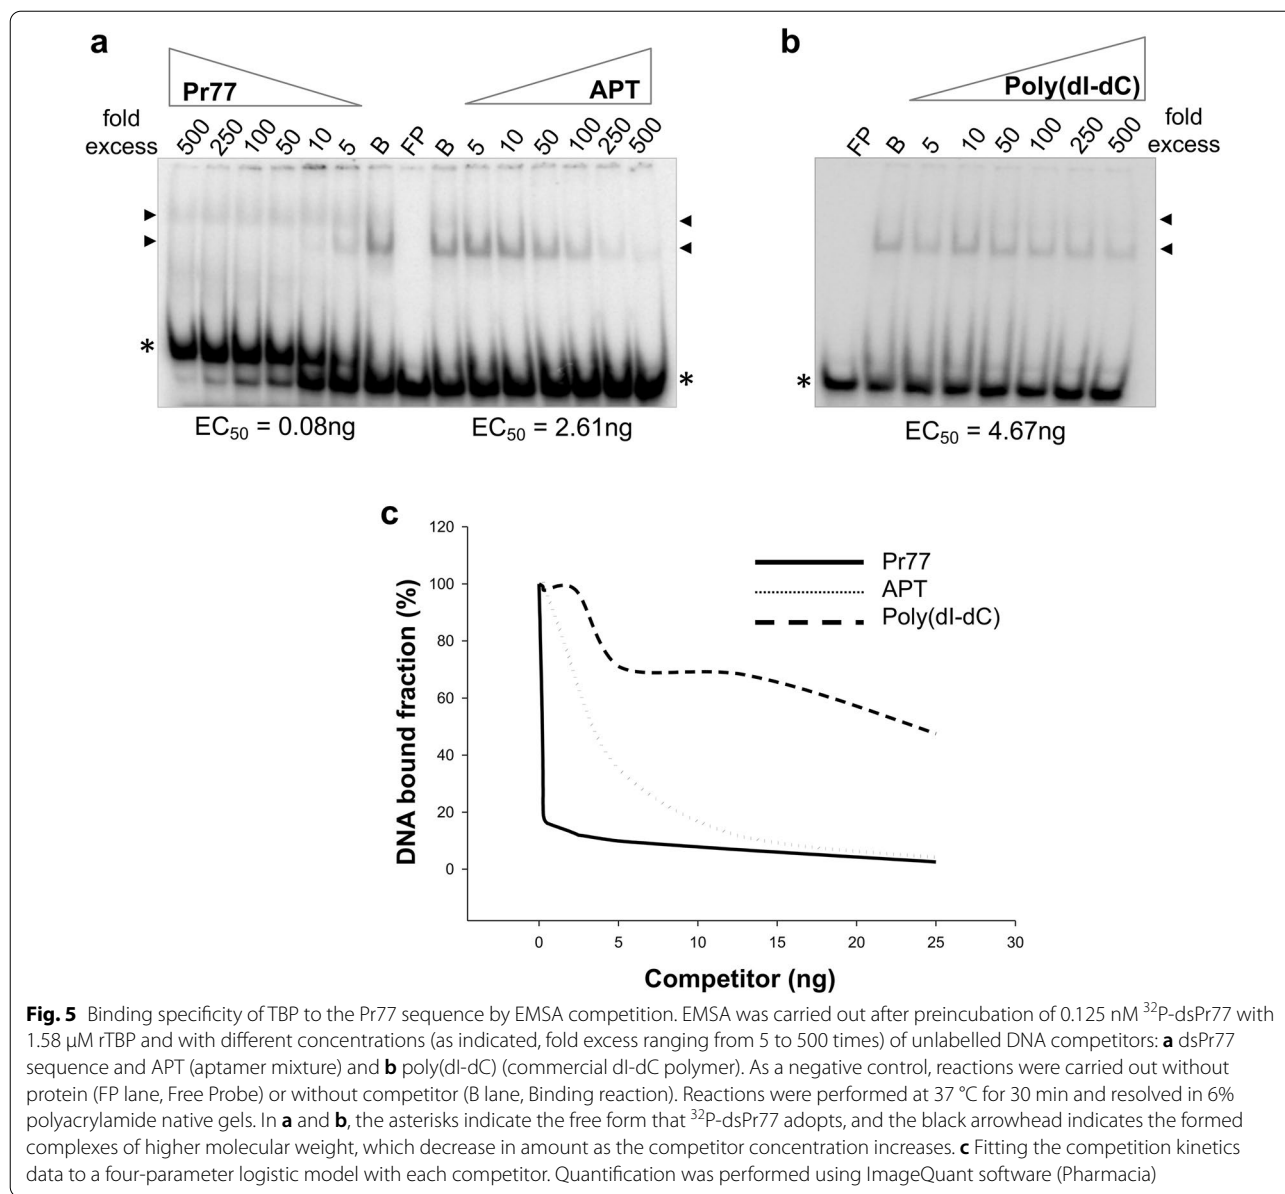 a
b
Pr77
APT
Poly(dI-dC)
fold
excess
500 250 100 50 10 5 B FP B 5 10 50 100 250 500
FP B 5 10 50 100 250 500
fold
excess
*
*
*
EC50 = 0.08ng
EC50 = 2.61ng
EC50 = 4.67ng
c
120
100
80
60
40
20
0
DNA bound fraction (%)
Pr77
APT
Poly(dI-dC)
0 5 10 15 20 25 30
Competitor (ng)
Fig. 5 Binding specificity of TBP to the Pr77 sequence by EMSA competition. EMSA was carried out after preincubation of 0.125 nM 32P-dsPr77 with
1.58 µM rTBP and with different concentrations (as indicated, fold excess ranging from 5 to 500 times) of unlabelled DNA competitors: a dsPr77
sequence and APT (aptamer mixture) and b poly(dI-dC) (commercial dI-dC polymer). As a negative control, reactions were carried out without
protein (FP lane, Free Probe) or without competitor (B lane, Binding reaction). Reactions were performed at 37 °C for 30 min and resolved in 6%
polyacrylamide native gels. In a and b, the asterisks indicate the free form that 32P-dsPr77 adopts, and the black arrowhead indicates the formed
complexes of higher molecular weight, which decrease in amount as the competitor concentration increases. c Fitting the competition kinetics
data to a four-parameter logistic model with each competitor. Quantification was performed using ImageQuant software (Pharmacia)